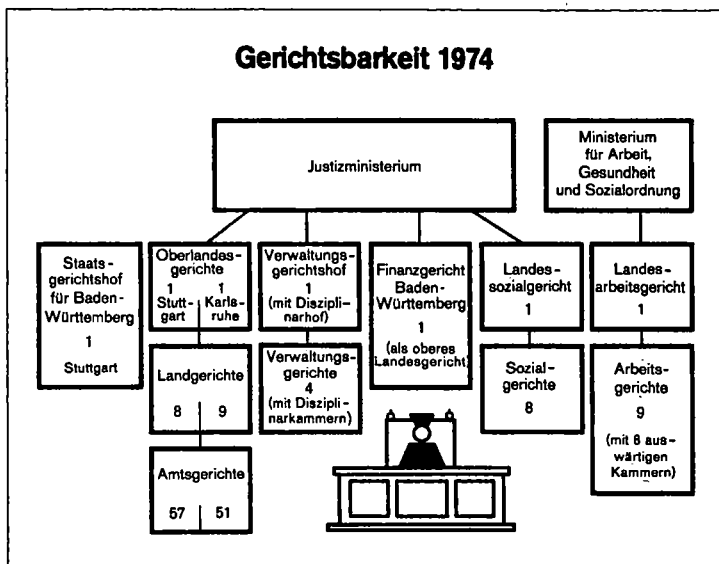 Gerichtsbarkeit 1974
Justizministerium
Ministerium
für Arbeit,
Gesundheit
und Sozialordnung
Staats-
gerichtshof
für Baden-
Württemberg
1
Stuttgart
Oberlandes-
gerichte
1 1
Stutt- Karls-
gart ruhe
Verwaltungs-
gerichtshof
1
(mit Diszipli-
narhof)
Finanzgericht
Baden-
Württemberg
1
(als oberes
Landesgericht)
Landes-
sozialgericht
1
Landes-
arbeitsgericht
1
Landgerichte
8 9
Verwaltungs-
gerichte
4
(mit Diszipli-
narkammern)
Sozial-
gerichte
8
Arbeits-
gerichte
9
(mit 8 aus-
wärtigen
Kammern)
Amtsgerichte
57 51